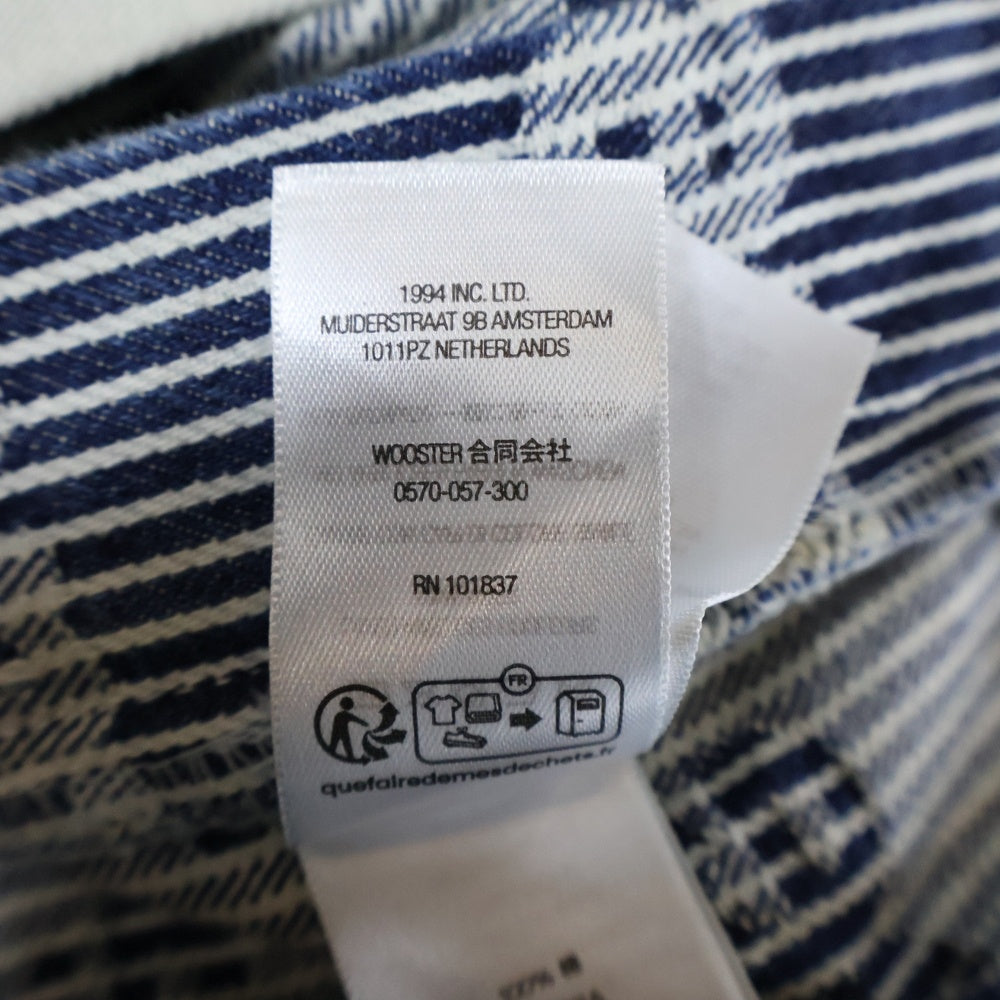 1994 INC. LTD.
MUIDERSTRAAT 9B AMSTERDAM
1011PZ NETHERLANDS
WOOSTER 合同会社
0570-057-300
RN 101837
FR
quefairedemesdechets.fr